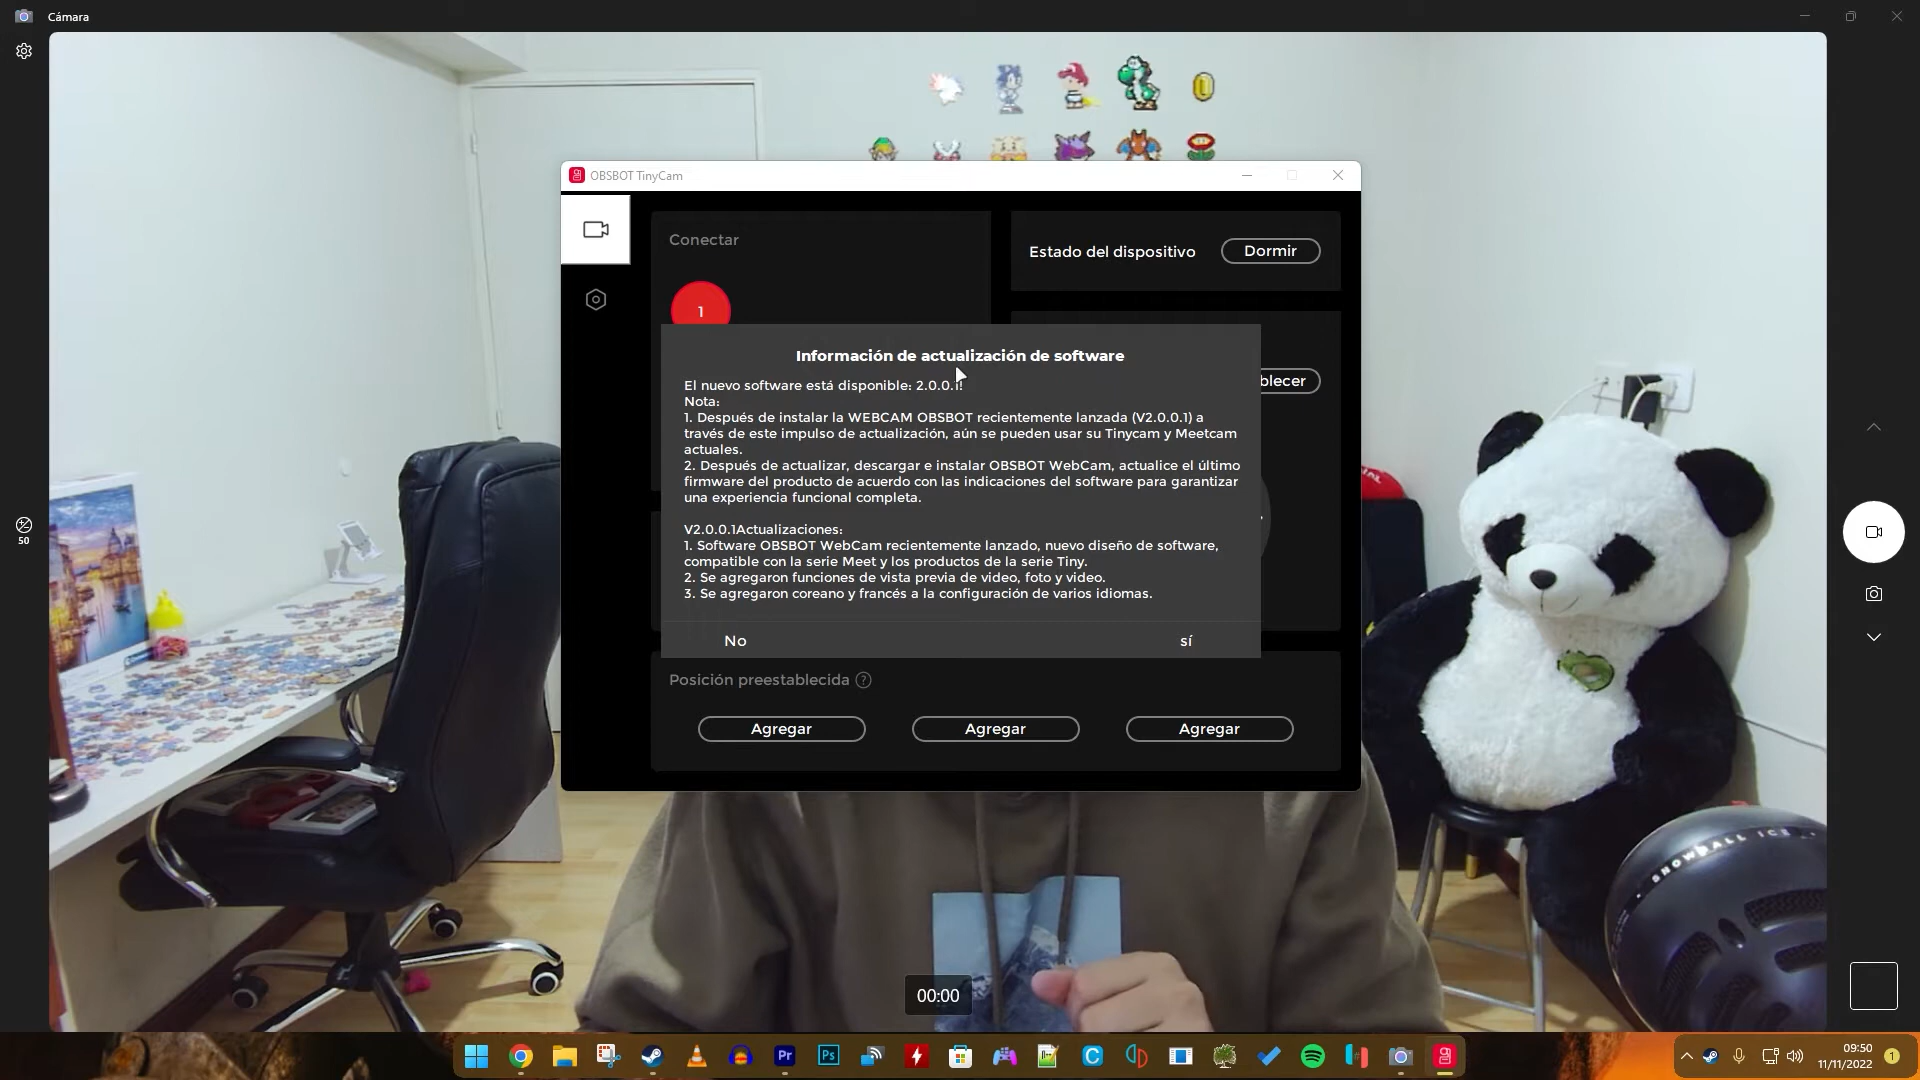 Cámara
OBSBOT TinyCam
Conectar
Estado del dispositivo
Dormir
1
Información de actualización de software
El nuevo software está disponible: 2.0.0.1!
Nota:
1. Después de instalar la WEBCAM OBSBOT recientemente lanzada (V2.0.0.1) a
través de este impulso de actualización, aún se pueden usar su Tinycam y Meetcam
actuales.
2. Después de actualizar, descargar e instalar OBSBOT WebCam, actualice el último
firmware del producto de acuerdo con las indicaciones del software para garantizar
una experiencia funcional completa.
V2.0.0.1Actualizaciones:
1. Software OBSBOT WebCam recientemente lanzado, nuevo diseño de software,
compatible con la serie Meet y los productos de la serie Tiny.
2. Se agregaron funciones de vista previa de video, foto y video.
3. Se agregaron coreano y francés a la configuración de varios idiomas.
No
sí
blecer
50
Posición preestablecida ?
Agregar
Agregar
Agregar
SNOWBALL ICE
00:00
Pr
Ps
C
09:50
11/11/2022
1